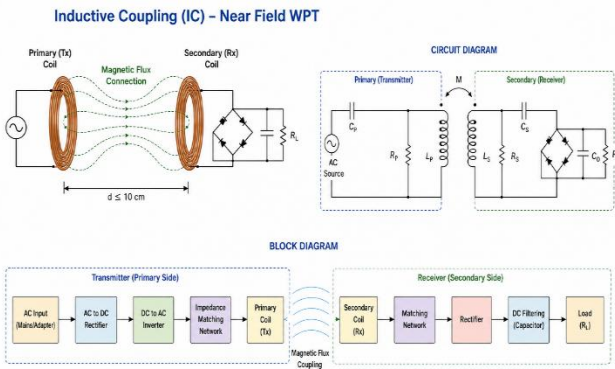 Inductive Coupling (IC) – Near Field WPT
Primary (Tx)
Coil
Secondary (Rx)
Coil
Magnetic Flux
Connection
R_L
d ≤ 10 cm
CIRCUIT DIAGRAM
Primary (Transmitter)
M
Secondary (Receiver)
C_P
C_S
AC
Source
R_P
L_P
L_S
R_S
C_0
BLOCK DIAGRAM
Transmitter (Primary Side)
Receiver (Secondary Side)
AC Input
(Mains/Adapter)
AC to DC
Rectifier
DC to AC
Inverter
Impedance
Matching
Network
Primary
Coil
(Tx)
Magnetic Flux
Coupling
Secondary
Coil
(Rx)
Matching
Network
Rectifier
DC Filtering
(Capacitor)
Load
(R_L)